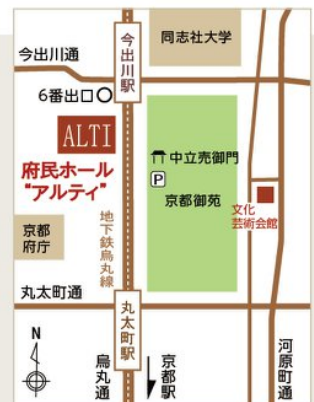 今出川通
今出川駅
同志社大学
6番出口
ALTI
府民ホール
"アルティ"
中立売御門
P
京都御苑
京都
府庁
地下鉄烏丸線
文化
芸術会館
丸太町通
丸太町駅
N
烏丸通
京都駅
河原町通